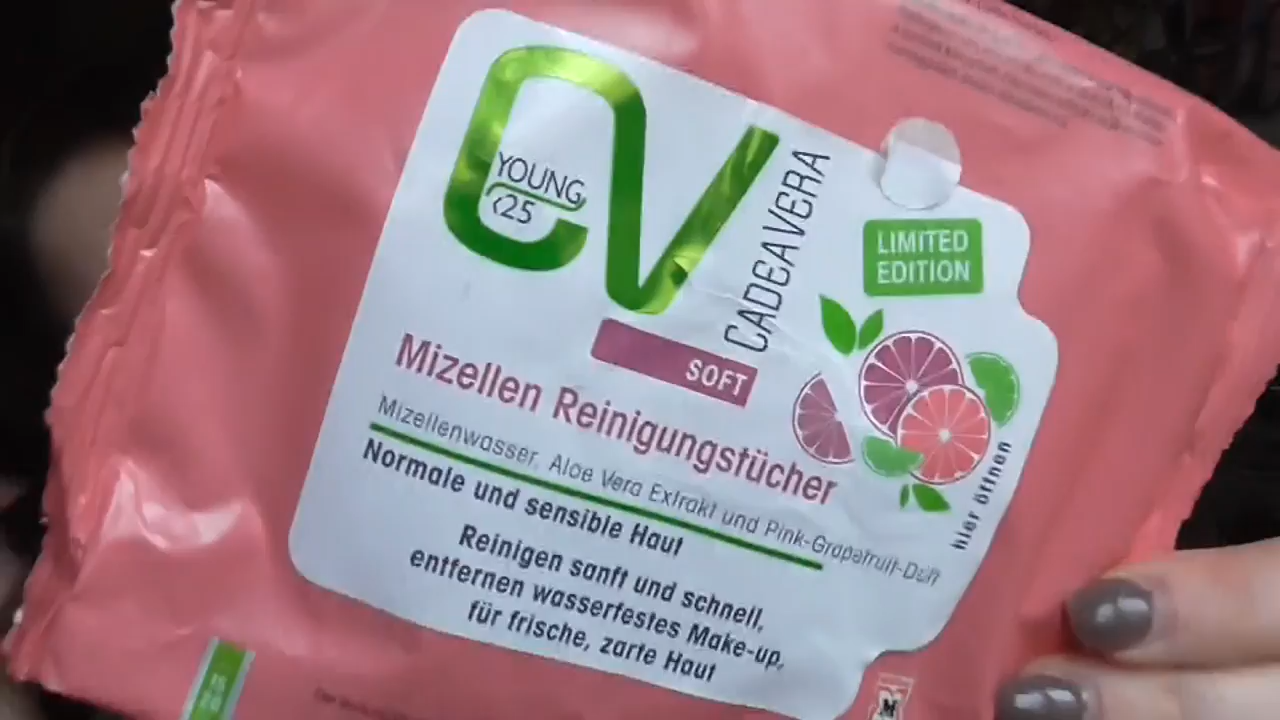 CV
YOUNG
<25
CADEAVERA
LIMITED
EDITION
SOFT
Mizellen Reinigungstücher
Mizellenwasser, Aloe Vera Extrakt und Pink-Grapefruit-Duft
Normale und sensible Haut
hier öffnen
Reinigen sanft und schnell,
entfernen wasserfestes Make-up,
für frische, zarte Haut
M